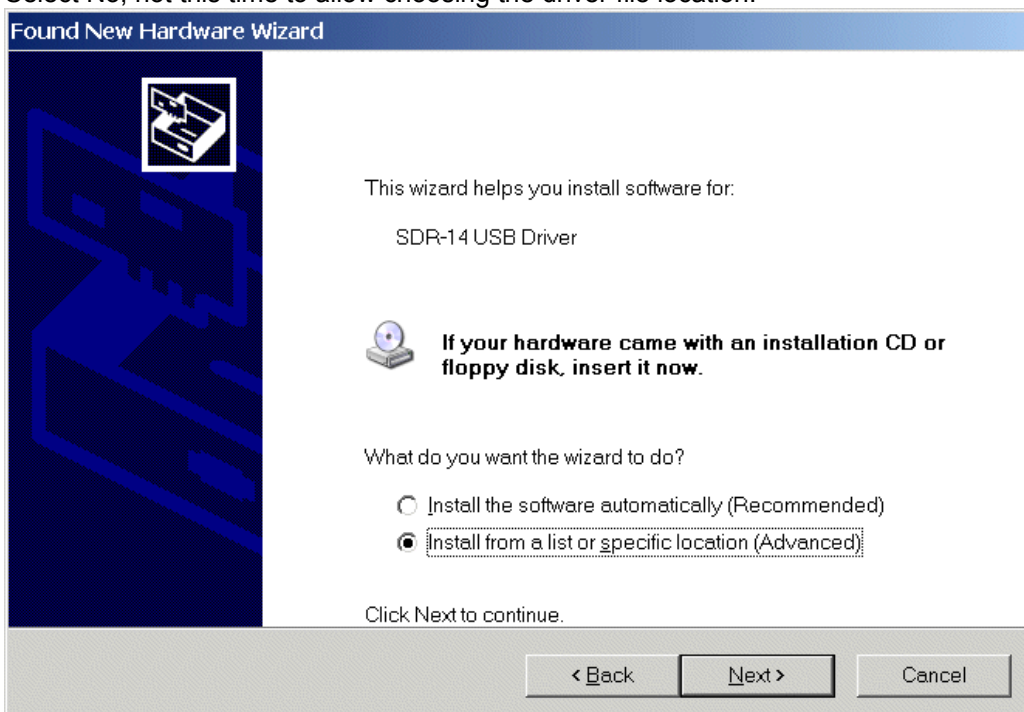 Select No, not this time to allow choosing the driver file location.
Found New Hardware Wizard
This wizard helps you install software for:
SDR-14 USB Driver
If your hardware came with an installation CD or
floppy disk, insert it now.
What do you want the wizard to do?
Install the software automatically (Recommended)
Install from a list or specific location (Advanced)
Click Next to continue.
< Back
Next >
Cancel